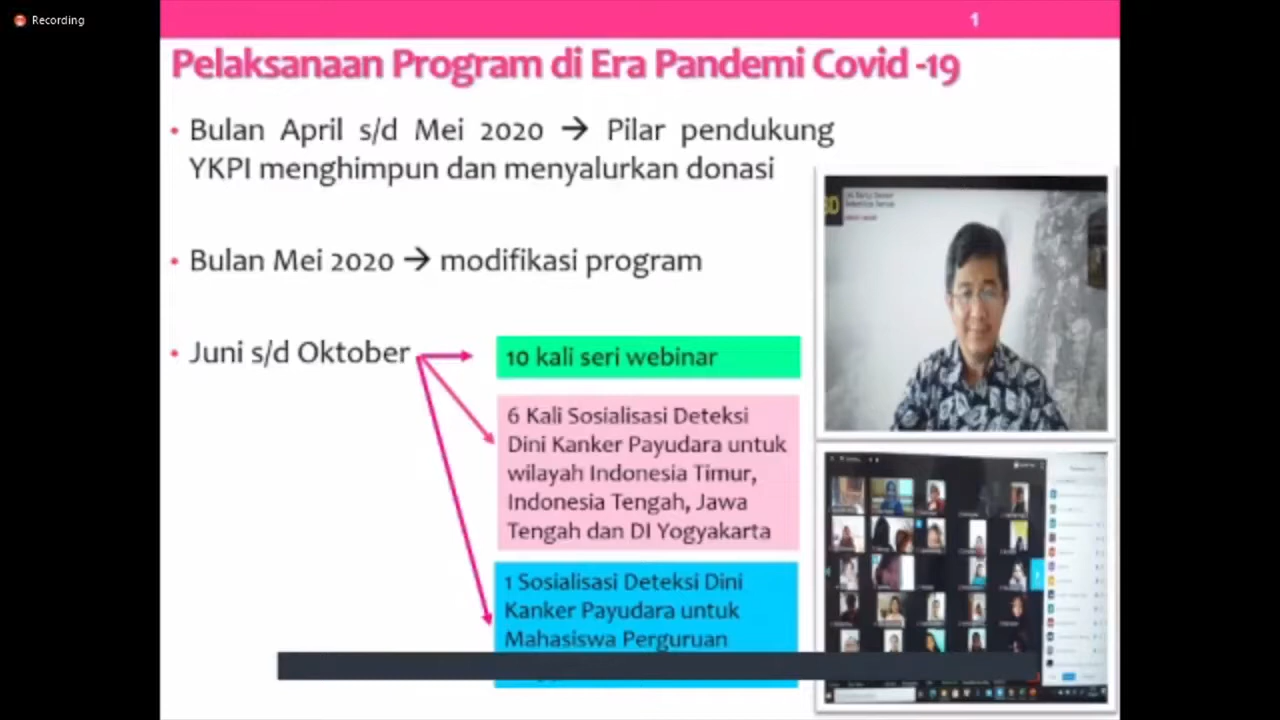 Recording
1
Pelaksanaan Program di Era Pandemi Covid -19
• Bulan April s/d Mei 2020 → Pilar pendukung
YKPI menghimpun dan menyalurkan donasi
• Bulan Mei 2020 → modifikasi program
• Juni s/d Oktober
10 kali seri webinar
6 Kali Sosialisasi Deteksi
Dini Kanker Payudara untuk
wilayah Indonesia Timur,
Indonesia Tengah, Jawa
Tengah dan DI Yogyakarta
1 Sosialisasi Deteksi Dini
Kanker Payudara untuk
Mahasiswa Perguruan